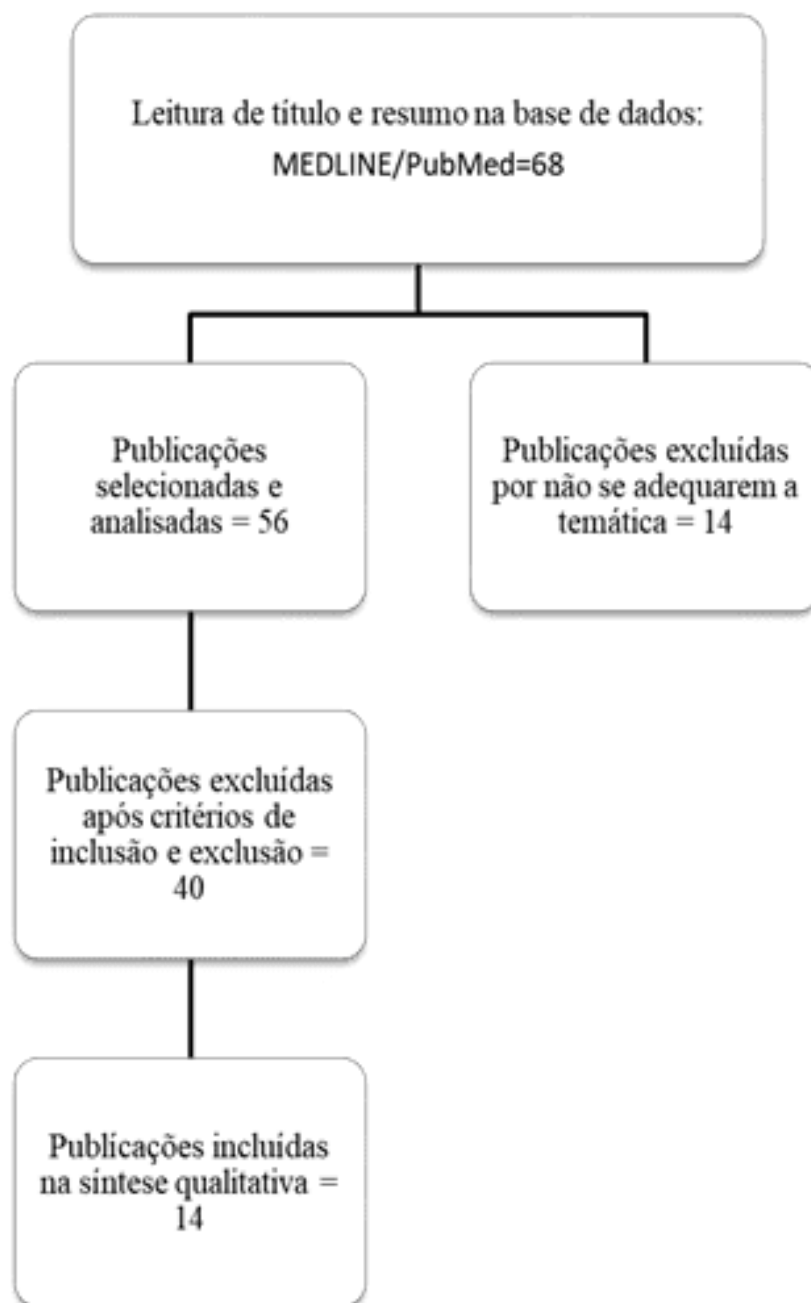 Leitura de título e resumo na base de dados:
MEDLINE/PubMed=68
Publicações
selecionadas e
analisadas = 56
Publicações excluídas
por não se adequarem a
temática = 14
Publicações excluídas
após critérios de
inclusão e exclusão =
40
Publicações incluídas
na síntese qualitativa =
14